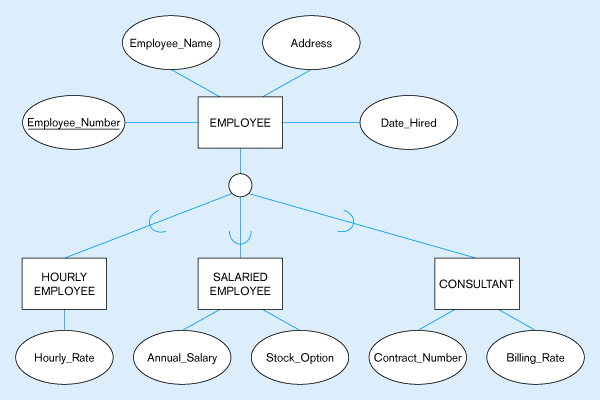 Employee_Name
Address
Employee_Number
EMPLOYEE
Date_Hired
HOURLY
EMPLOYEE
SALARIED
EMPLOYEE
CONSULTANT
Hourly_Rate
Annual_Salary
Stock_Option
Contract_Number
Billing_Rate